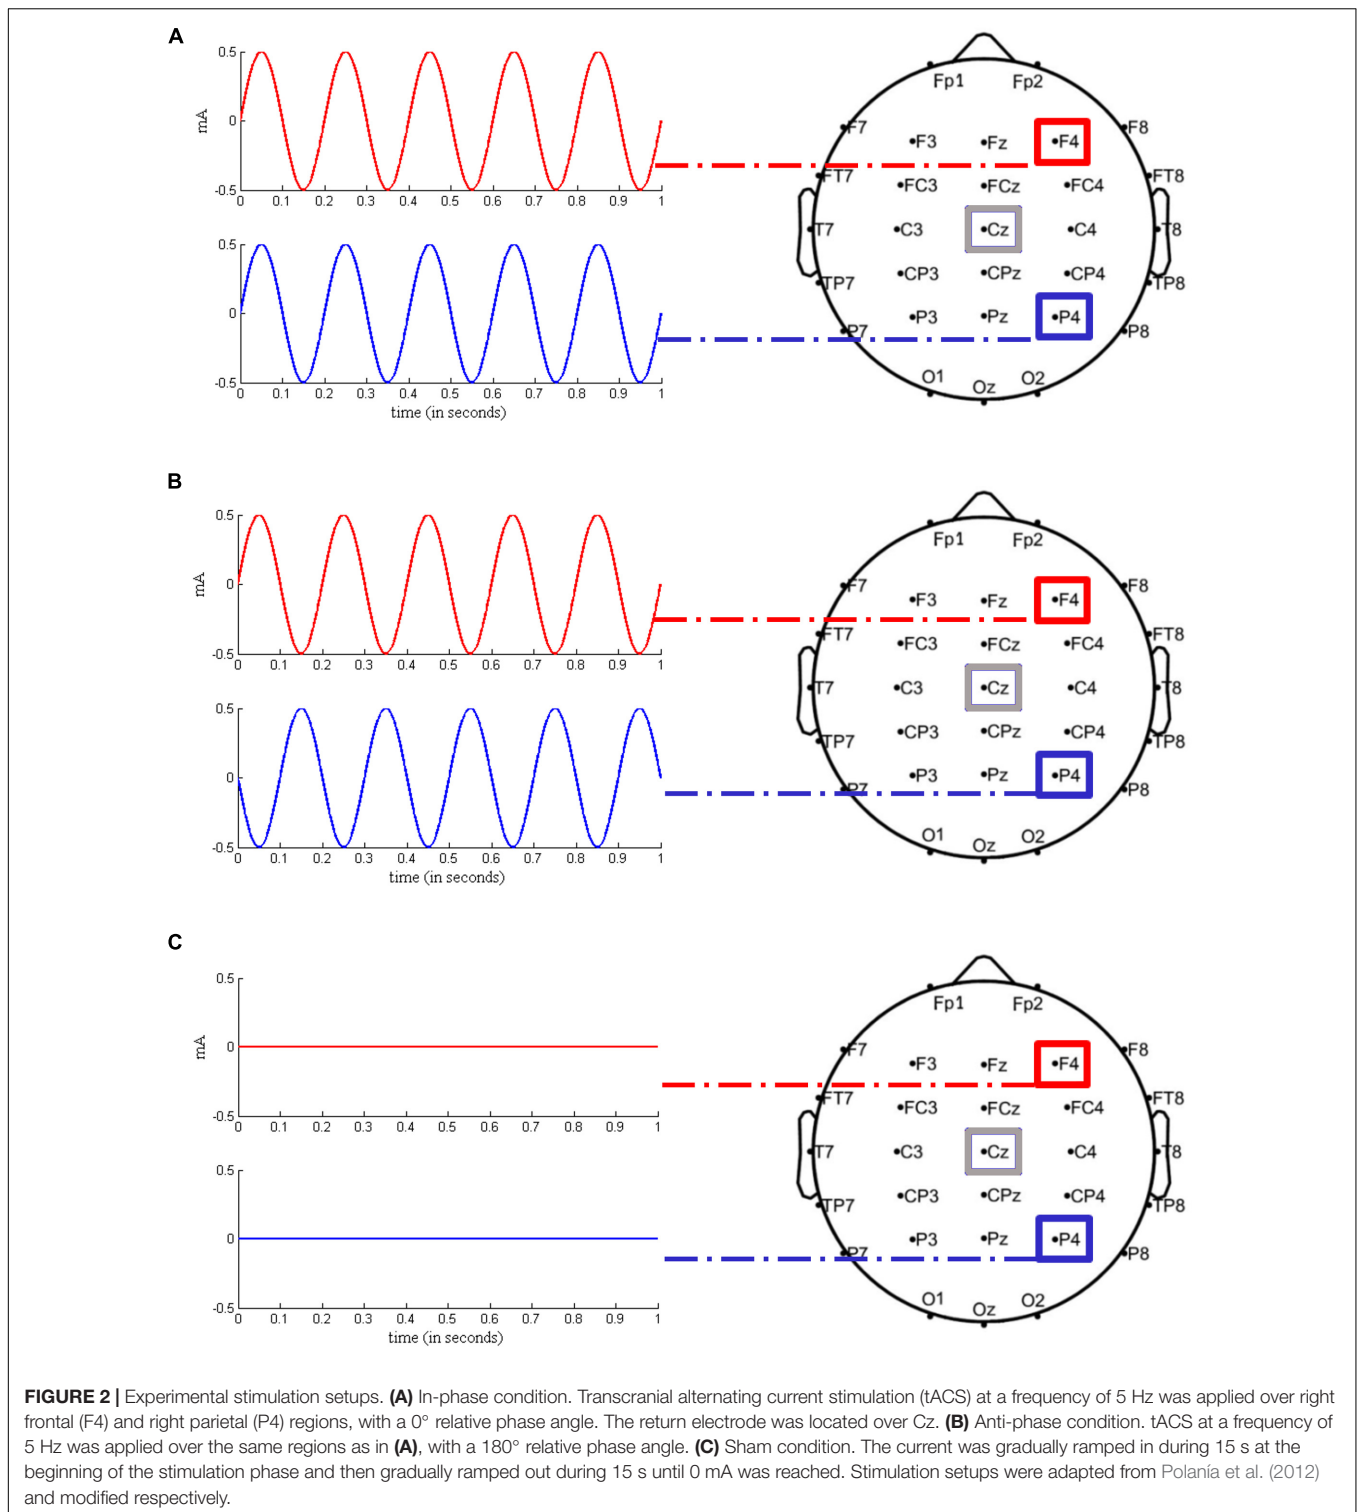 A
0.5
mA
0
-0.5
0 0.1 0.2 0.3 0.4 0.5 0.6 0.7 0.8 0.9 1
0.5
0
-0.5
0 0.1 0.2 0.3 0.4 0.5 0.6 0.7 0.8 0.9 1
time (in seconds)
Fp1 Fp2
F7 F3 Fz F4 F8
FT7 FC3 FCz FC4 FT8
T7 C3 Cz C4 T8
TP7 CP3 CPz CP4 TP8
P7 P3 Pz P4 P8
O1 Oz O2
B
0.5
mA
0
-0.5
0 0.1 0.2 0.3 0.4 0.5 0.6 0.7 0.8 0.9 1
0.5
0
-0.5
0 0.1 0.2 0.3 0.4 0.5 0.6 0.7 0.8 0.9 1
time (in seconds)
Fp1 Fp2
F7 F3 Fz F4 F8
FT7 FC3 FCz FC4 FT8
T7 C3 Cz C4 T8
TP7 CP3 CPz CP4 TP8
P7 P3 Pz P4 P8
O1 Oz O2
C
0.5
mA
0
-0.5
0 0.1 0.2 0.3 0.4 0.5 0.6 0.7 0.8 0.9 1
0.5
0
-0.5
0 0.1 0.2 0.3 0.4 0.5 0.6 0.7 0.8 0.9 1
time (in seconds)
Fp1 Fp2
F7 F3 Fz F4 F8
FT7 FC3 FCz FC4 FT8
T7 C3 Cz C4 T8
TP7 CP3 CPz CP4 TP8
P7 P3 Pz P4 P8
O1 Oz O2
FIGURE 2 | Experimental stimulation setups. (A) In-phase condition. Transcranial alternating current stimulation (tACS) at a frequency of 5 Hz was applied over right
frontal (F4) and right parietal (P4) regions, with a 0° relative phase angle. The return electrode was located over Cz. (B) Anti-phase condition. tACS at a frequency of
5 Hz was applied over the same regions as in (A), with a 180° relative phase angle. (C) Sham condition. The current was gradually ramped in during 15 s at the
beginning of the stimulation phase and then gradually ramped out during 15 s until 0 mA was reached. Stimulation setups were adapted from Polanía et al. (2012)
and modified respectively.